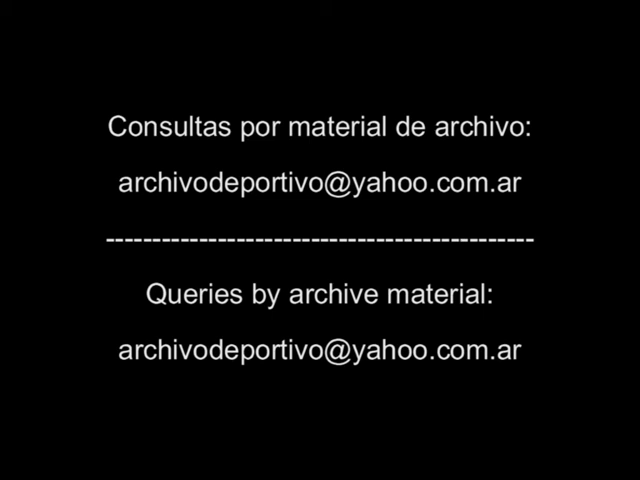 Consultas por material de archivo:
archivodeportivo@yahoo.com.ar
-----------------------------------------------
Queries by archive material:
archivodeportivo@yahoo.com.ar